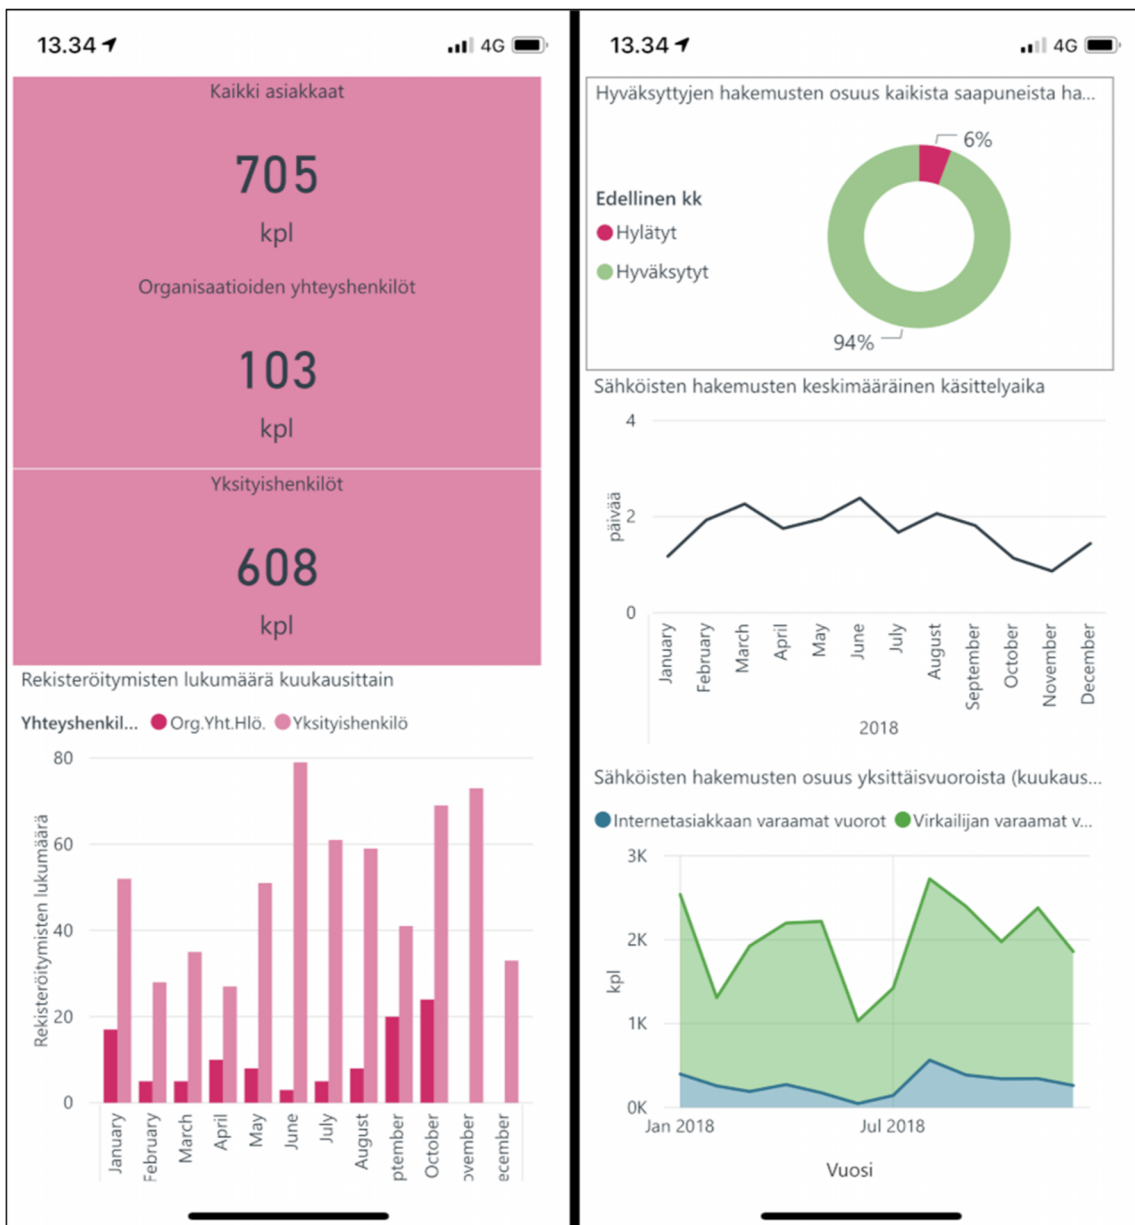 13.34
4G
Kaikki asiakkaat
705
kpl
Organisaatioiden yhteyshenkilöt
103
kpl
Yksityishenkilöt
608
kpl
Rekisteröitymisten lukumäärä kuukausittain
Yhteyshenkil... Org.Yht.Hlö. Yksityishenkilö
Rekisteröitymisten lukumäärä
80
60
40
20
0
January
February
March
April
May
June
July
August
ptember
October
ovember
ecember
13.34
4G
Hyväksyttyjen hakemusten osuus kaikista saapuneista ha...
Edellinen kk
Hylätyt
Hyväksytyt
6%
94%
Sähköisten hakemusten keskimääräinen käsittelyaika
päivää
4
2
0
January
February
March
April
May
June
July
August
September
October
November
December
2018
Sähköisten hakemusten osuus yksittäisvuoroista (kuukaus...
Internetasiakkaan varaamat vuorot Virkailijan varaamat v...
kpl
3K
2K
1K
0K
Jan 2018
Jul 2018
Vuosi